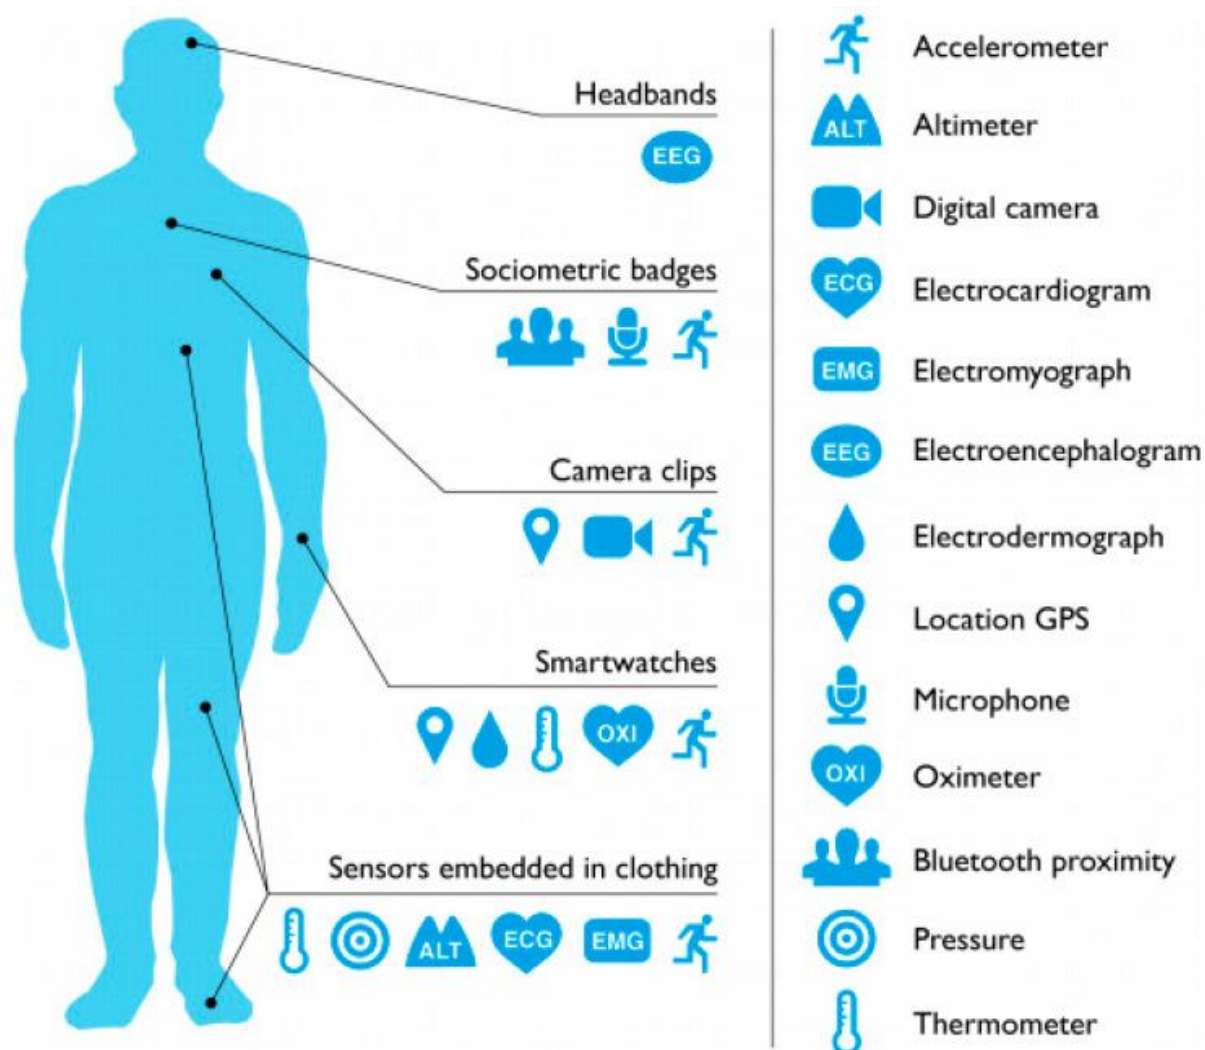 Headbands
EEG
Sociometric badges
Camera clips
Smartwatches
OXI
Sensors embedded in clothing
ALT
ECG
EMG
Accelerometer
ALT
Altimeter
Digital camera
ECG
Electrocardiogram
EMG
Electromyograph
EEG
Electroencephalogram
Electrodermograph
Location GPS
Microphone
OXI
Oximeter
Bluetooth proximity
Pressure
Thermometer